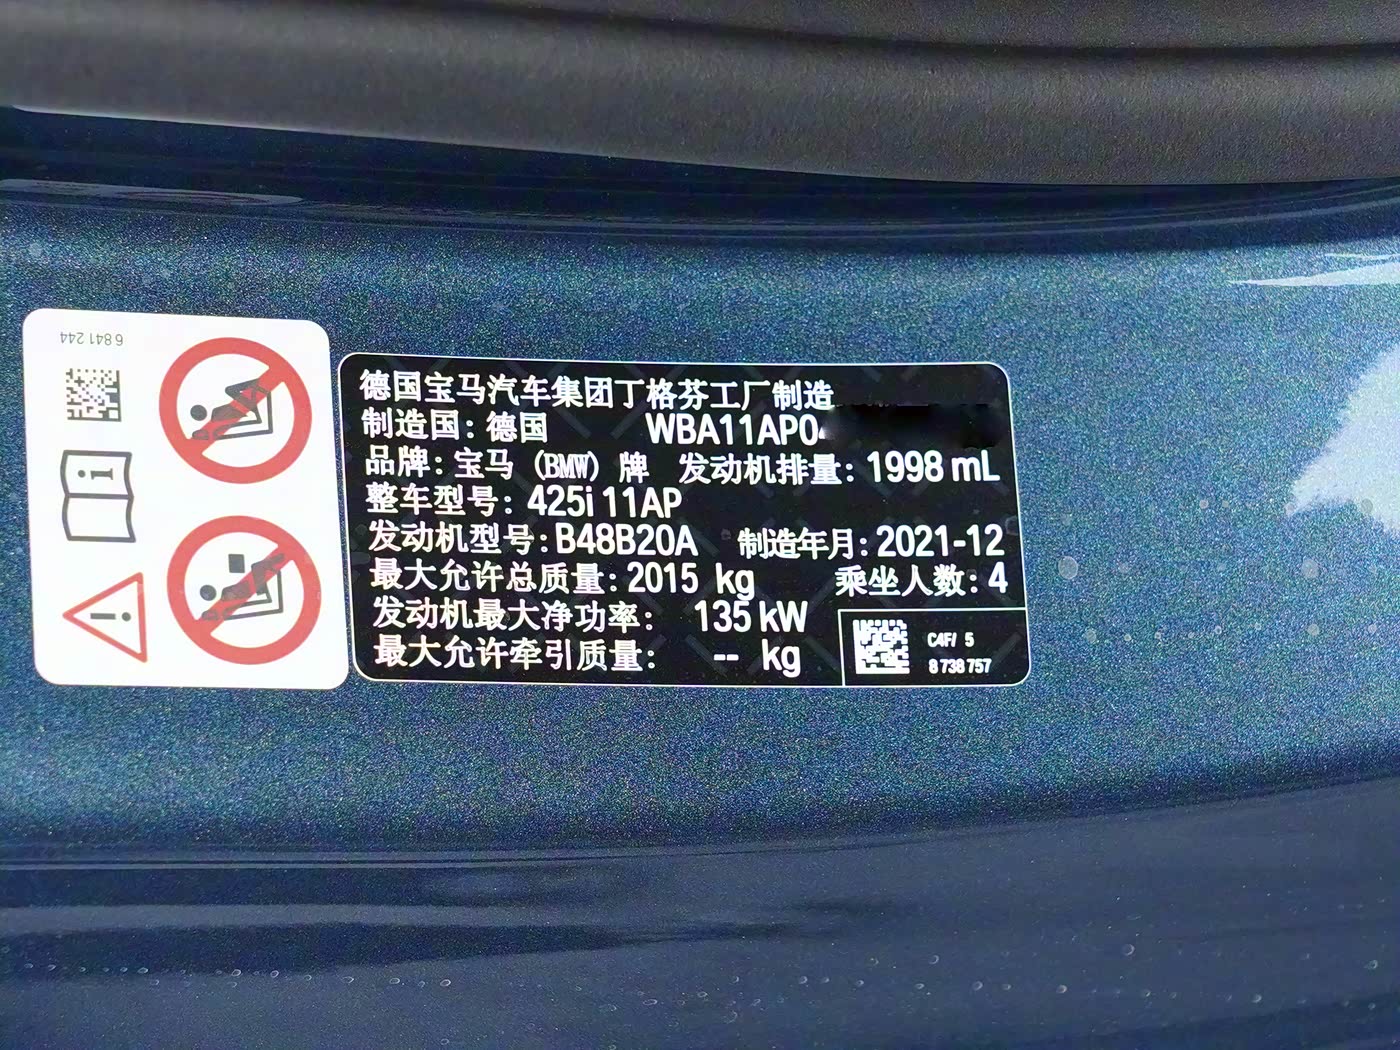 6 841 244
德国宝马汽车集团丁格芬工厂制造
制造国：德国 WBA11AP0
品牌：宝马（BMW）牌 发动机排量：1998 mL
整车型号：425i 11AP
发动机型号：B48B20A 制造年月：2021-12
最大允许总质量：2015 kg 乘坐人数：4
发动机最大净功率： 135 kW
最大允许牵引质量： -- kg
C4F/ 5
8 738 757